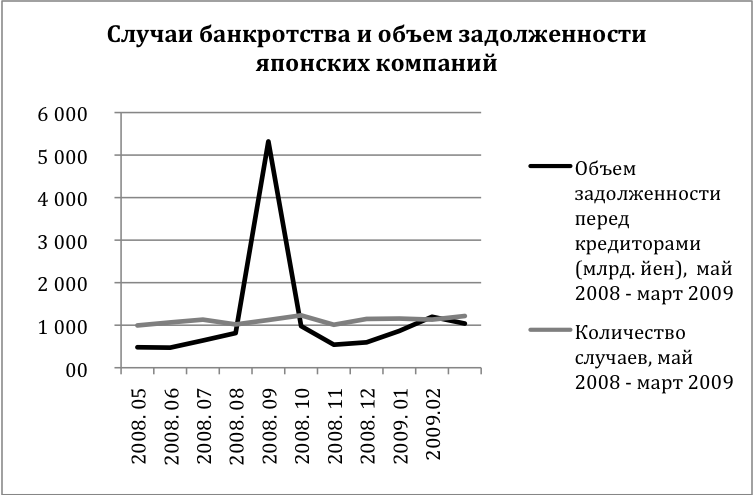 Случаи банкротства и объем задолженности
японских компаний
6 000
5 000
4 000
3 000
2 000
1 000
00
2008. 05
2008. 06
2008. 07
2008. 08
2008. 09
2008. 10
2008. 11
2008. 12
2009. 01
2009.02
Объем
задолженности
перед
кредиторами
(млрд. йен), май
2008 - март 2009
Количество
случаев, май
2008 - март 2009